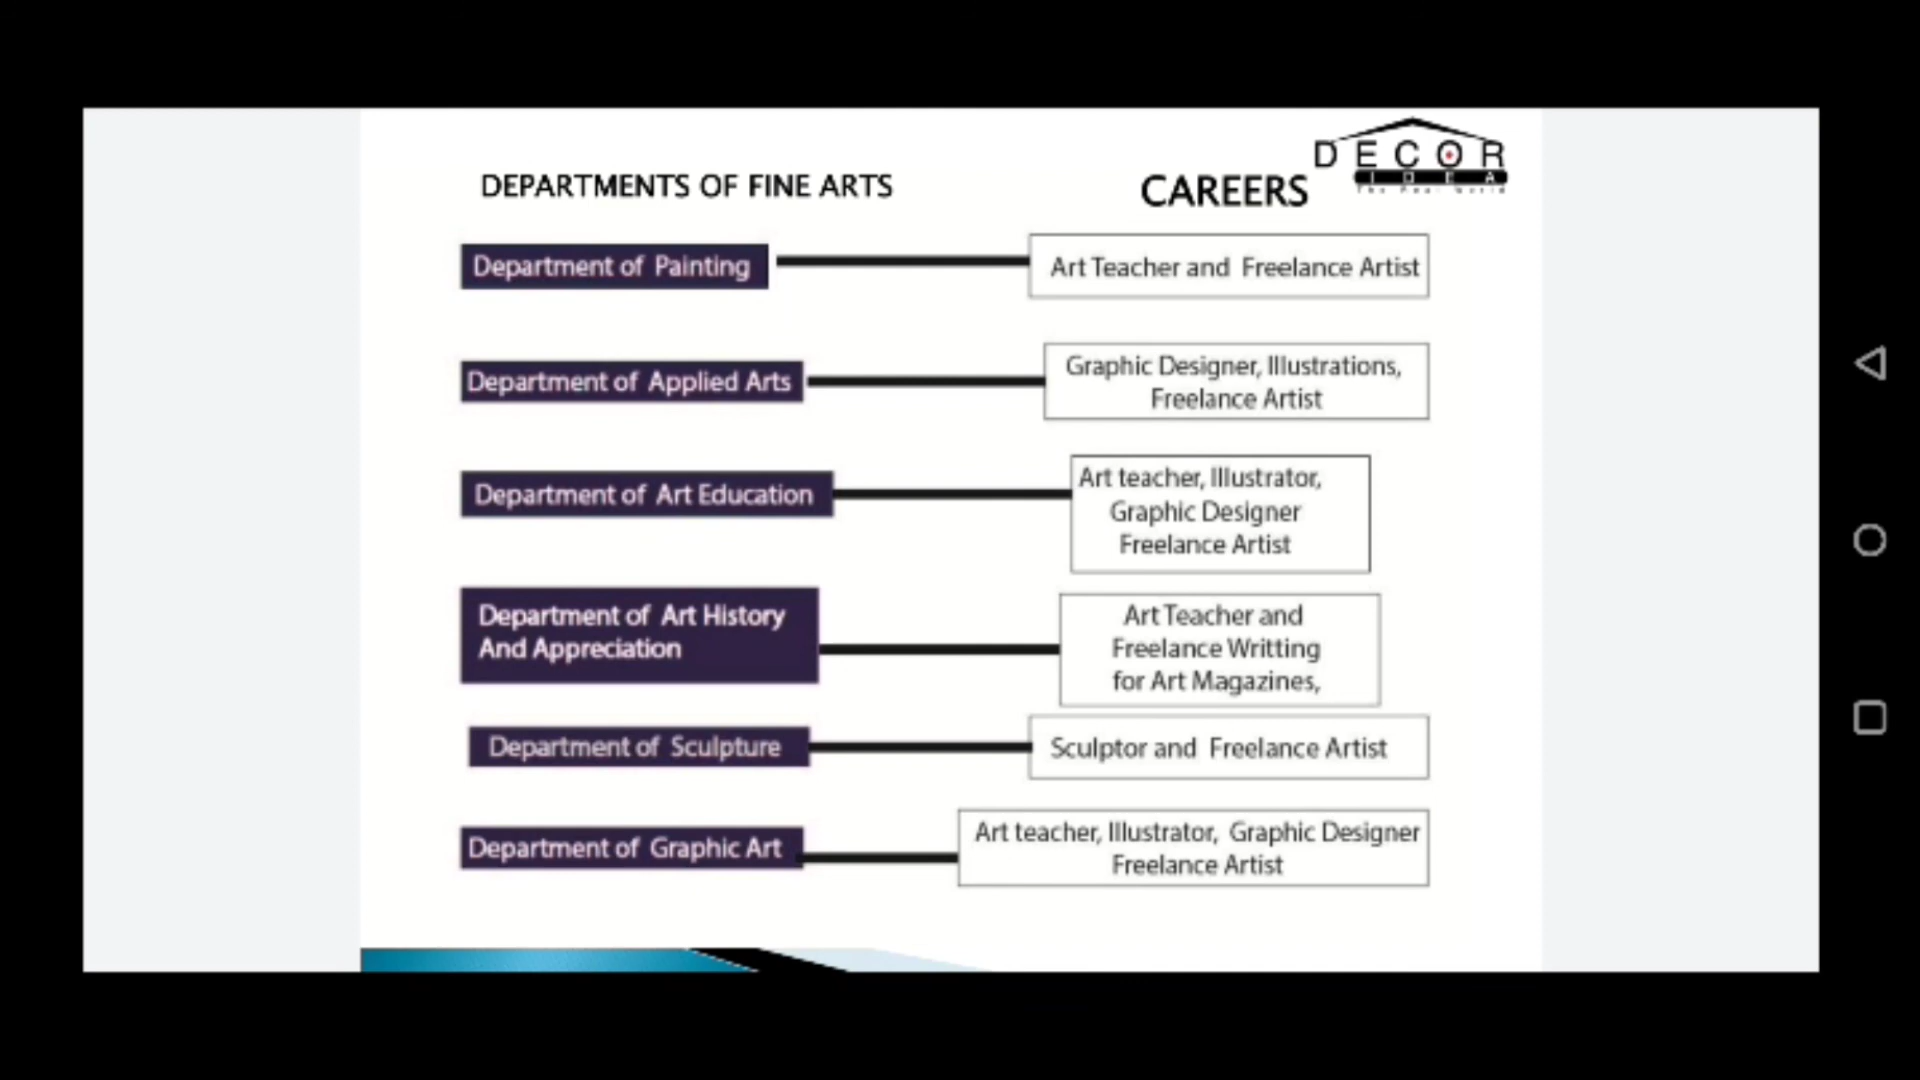 DECOR
IDEA
DEPARTMENTS OF FINE ARTS
CAREERS
Department of Painting
Art Teacher and Freelance Artist
Department of Applied Arts
Graphic Designer, Illustrations,
Freelance Artist
Department of Art Education
Art teacher, Illustrator,
Graphic Designer
Freelance Artist
Department of Art History
And Appreciation
Art Teacher and
Freelance Writting
for Art Magazines,
Department of Sculpture
Sculptor and Freelance Artist
Department of Graphic Art
Art teacher, Illustrator, Graphic Designer
Freelance Artist